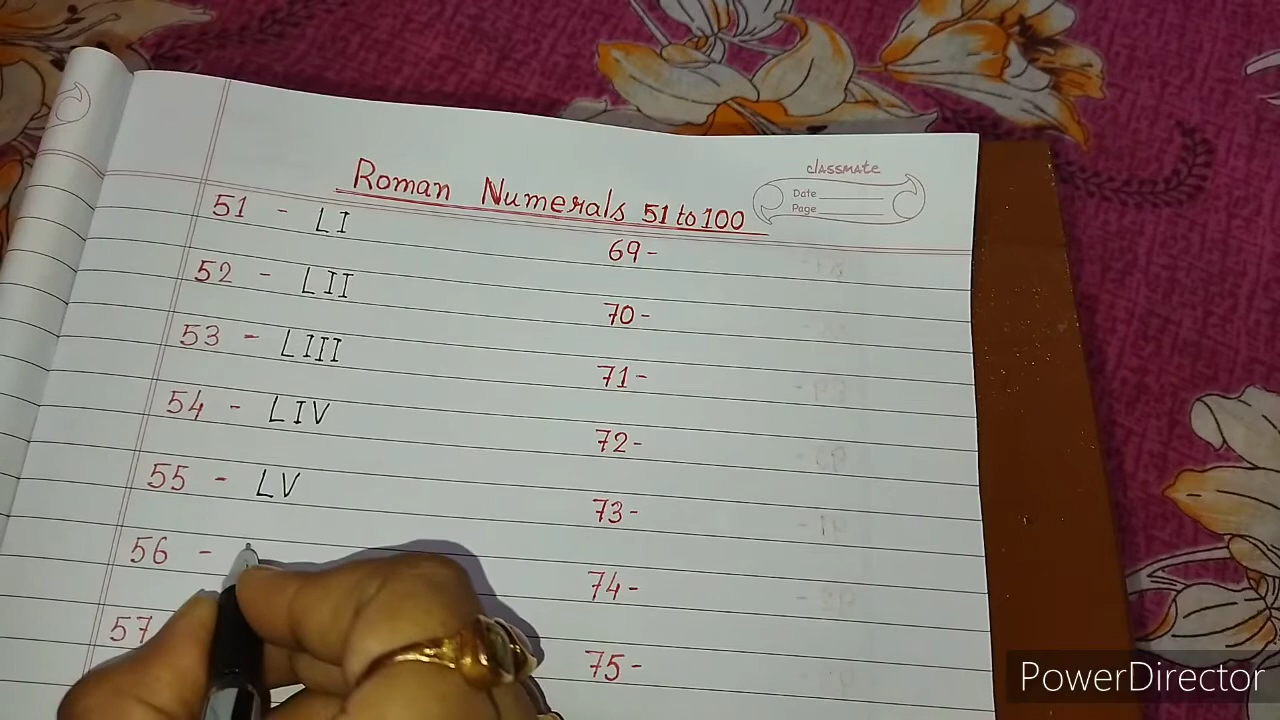 classmate
Date
Page
Roman Numerals 51 to 100
51 - LI
52 - LII
53 - LIII
54 - LIV
55 - LV
56 -
57
69-
70-
71-
72-
73-
74-
75-
PowerDirector